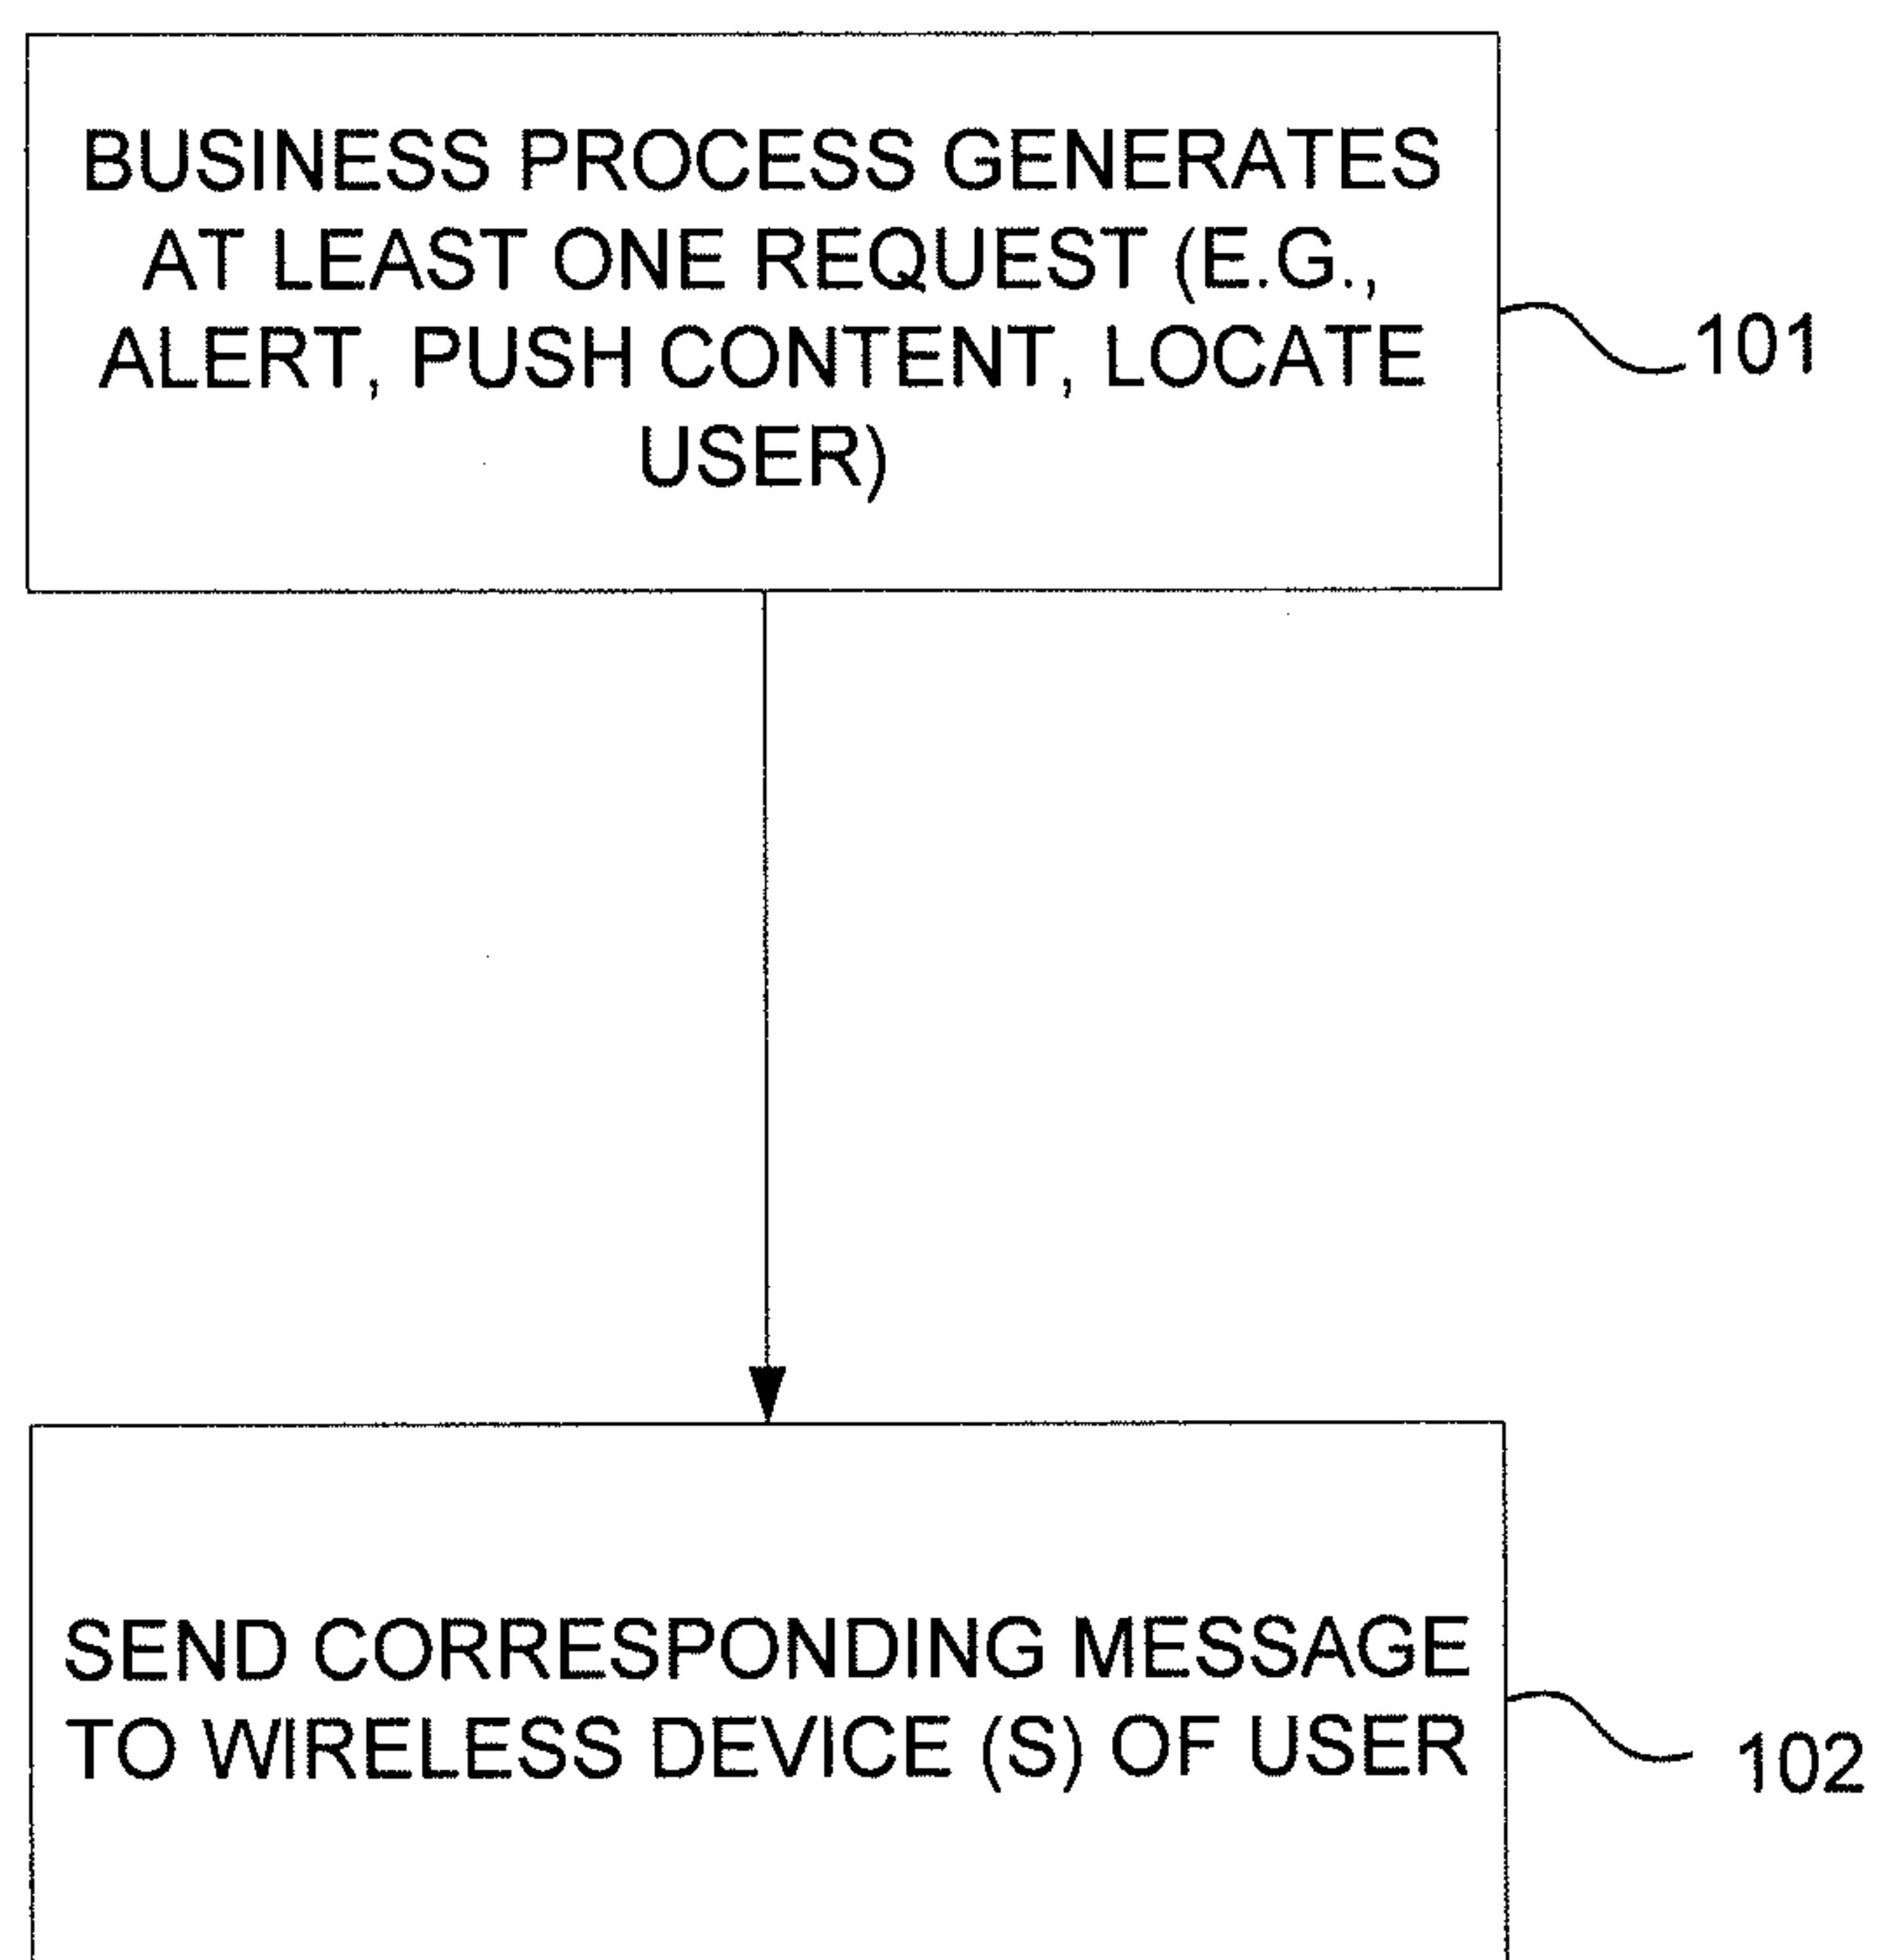 BUSINESS PROCESS GENERATES
AT LEAST ONE REQUEST (E.G.,
ALERT, PUSH CONTENT, LOCATE
USER)
101
SEND CORRESPONDING MESSAGE
TO WIRELESS DEVICE (S) OF USER
102